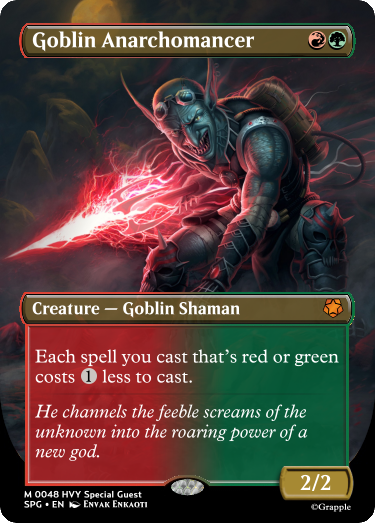 Goblin Anarchomancer
Creature — Goblin Shaman
Each spell you cast that's red or green
costs 1 less to cast.
He channels the feeble screams of the
unknown into the roaring power of a
new god.
2/2
M 0048 HVY Special Guest
SPG • EN Envak Enkaoti
©Grapple